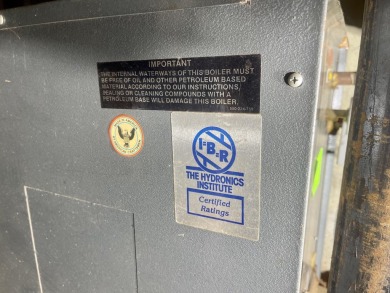 IMPORTANT
THE INTERNAL WATERWAYS OF THIS BOILER MUST
BE FREE OF OIL AND OTHER PETROLEUM BASED
MATERIAL ACCORDING TO OUR INSTRUCTIONS,
SEALING OR CLEANING COMPOUNDS WITH A
PETROLEUM BASE WILL DAMAGE THIS BOILER.
I=B=R
THE HYDRONICS
INSTITUTE
Certified
Ratings